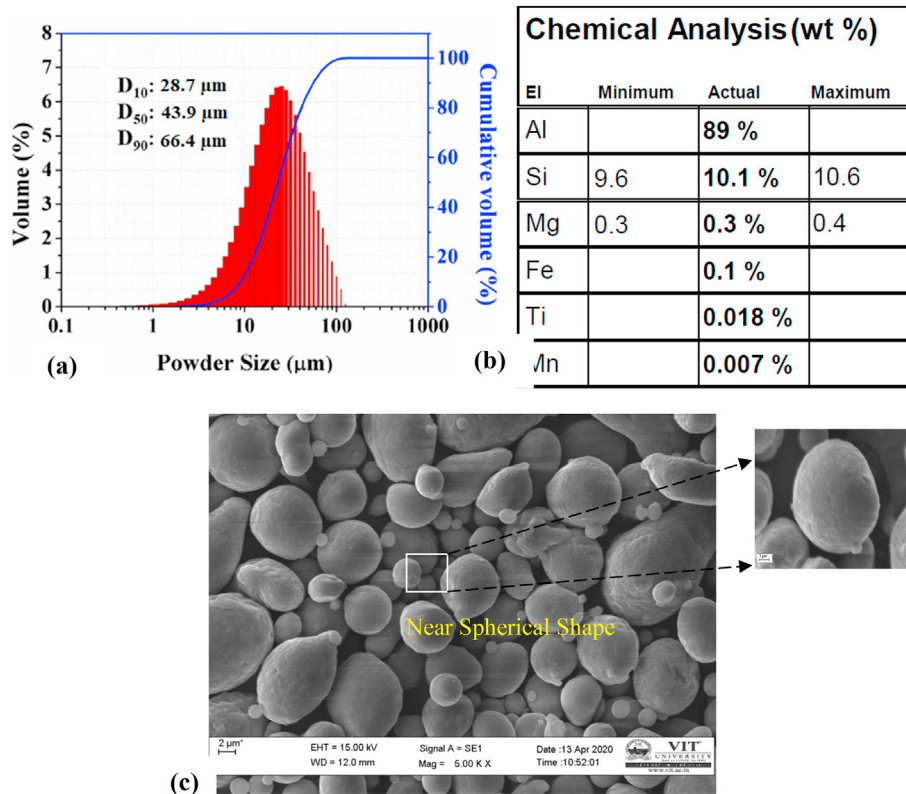 8
7
6
5
4
3
2
1
0
Volume (%)
D10: 28.7 µm
D50: 43.9 µm
D90: 66.4 µm
100
80
60
40
20
0
Cumulative volume (%)
0.1 1 10 100 1000
Powder Size (µm)
(a)
Chemical Analysis (wt %)
El Minimum Actual Maximum
Al 89 %
Si 9.6 10.1 % 10.6
Mg 0.3 0.3 % 0.4
Fe 0.1 %
Ti 0.018 %
Mn 0.007 %
(b)
Near Spherical Shape
2 µm*
EHT = 15.00 kV Signal A = SE1 Date :13 Apr 2020
WD = 12.0 mm Mag = 5.00 K X Time :10:52:01
VIT
UNIVERSITY
www.vit.ac.in
(c)